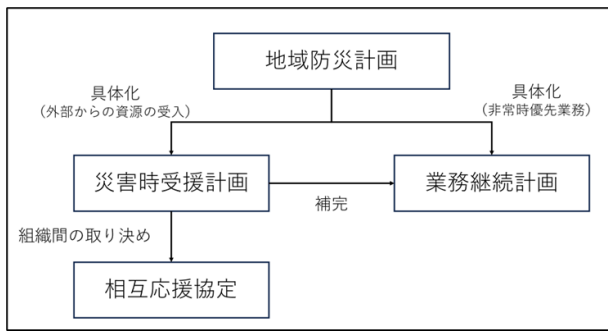 地域防災計画
具体化
(外部からの資源の受入)
具体化
(非常時優先業務)
災害時受援計画
業務継続計画
補完
組織間の取り決め
相互応援協定